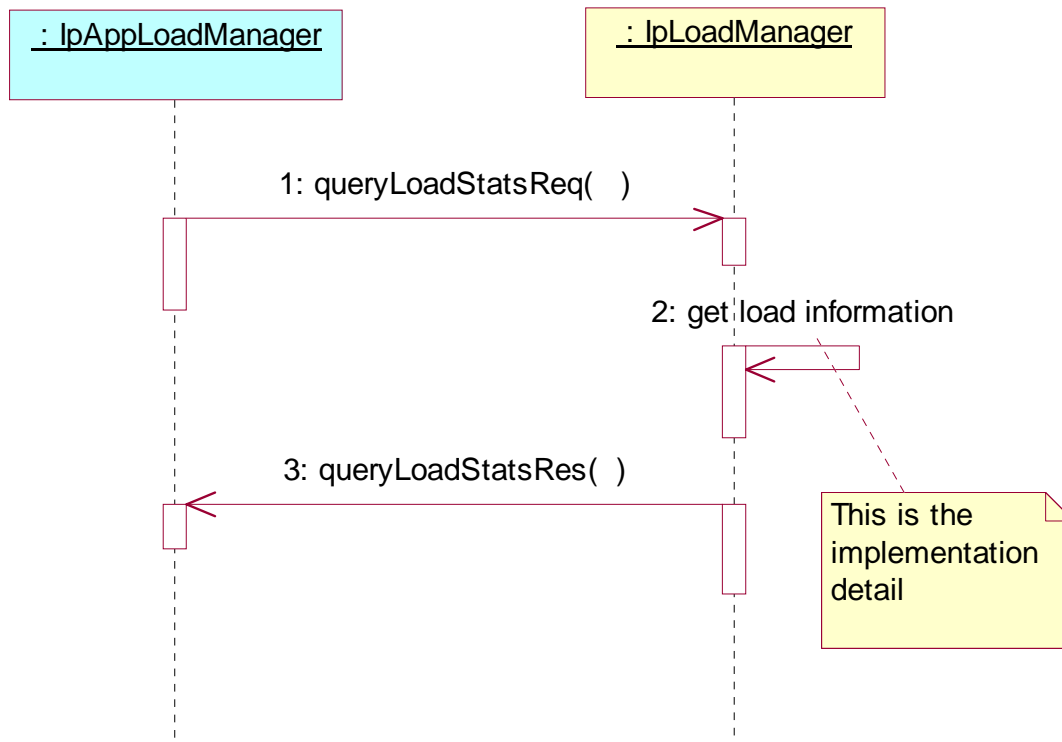 : IpAppLoadManager
: IpLoadManager
1: queryLoadStatsReq(  )
2: get load information
3: queryLoadStatsRes(  )
This is the
implementation
detail